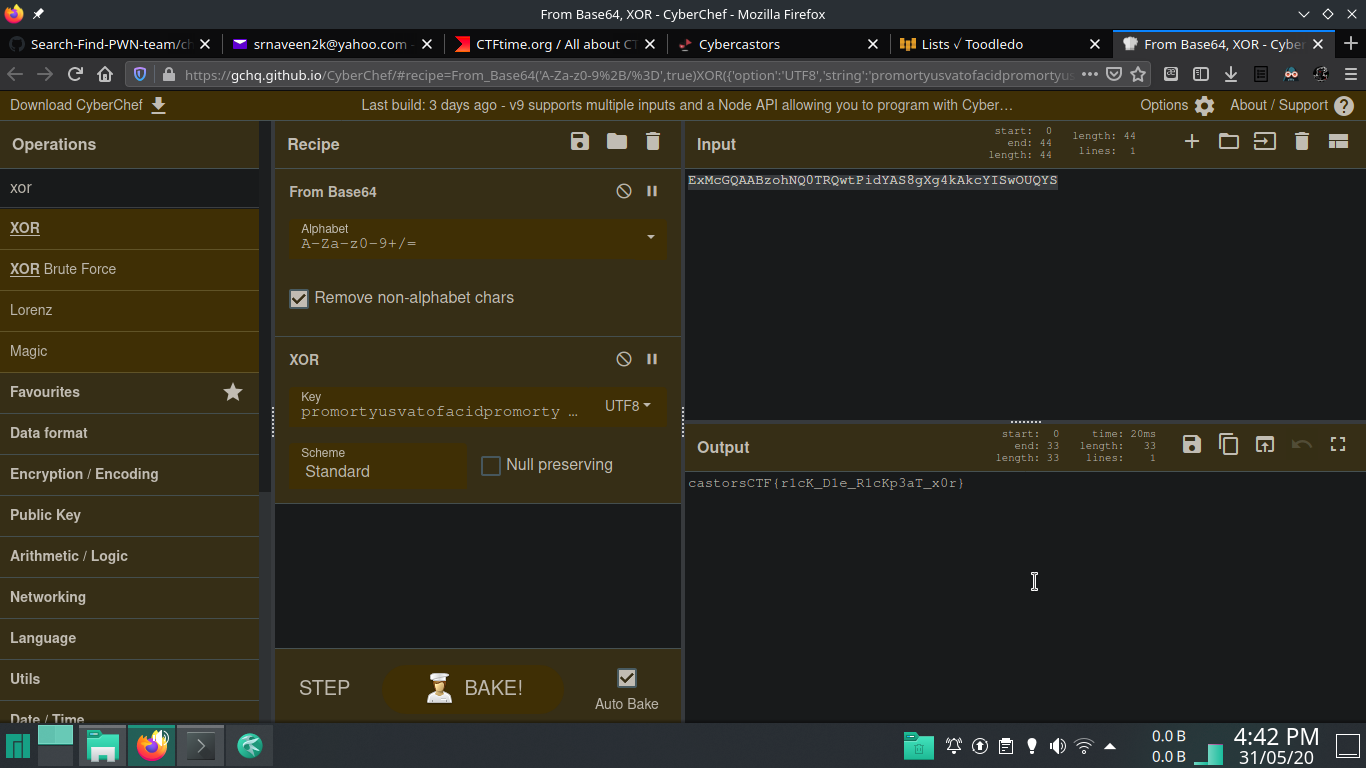 From Base64, XOR - CyberChef - Mozilla Firefox
Search-Find-PWN-team/ch
srnaveen2k@yahoo.com -
CTFtime.org / All about CT
Cybercastors
Lists √ Toodledo
From Base64, XOR - Cyber
https://gchq.github.io/CyberChef/#recipe=From_Base64('A-Za-z0-9%2B/%3D',true)XOR({'option':'UTF8','string':'promortyusvatofacidpromortyus
Download CyberChef
Last build: 3 days ago - v9 supports multiple inputs and a Node API allowing you to program with Cyber…
Options
About / Support
Operations
xor
XOR
XOR Brute Force
Lorenz
Magic
Favourites
Data format
Encryption / Encoding
Public Key
Arithmetic / Logic
Networking
Language
Utils
Date / Time
Recipe
From Base64
Alphabet
A-Za-z0-9+/=
Remove non-alphabet chars
XOR
Key
promortyusvatofacidpromorty …
UTF8
Scheme
Standard
Null preserving
STEP
BAKE!
Auto Bake
Input
start: 0
end: 44
length: 44
length: 44
lines: 1
ExMcGQAABzohNQ0TRQwtPidYAS8gXg4kAkcYISwOUQYS
Output
start: 0
end: 33
length: 33
time: 20ms
length: 33
lines: 1
castorsCTF{r1cK_D1e_R1cKp3aT_x0r}
0.0 B
0.0 B
4:42 PM
31/05/20